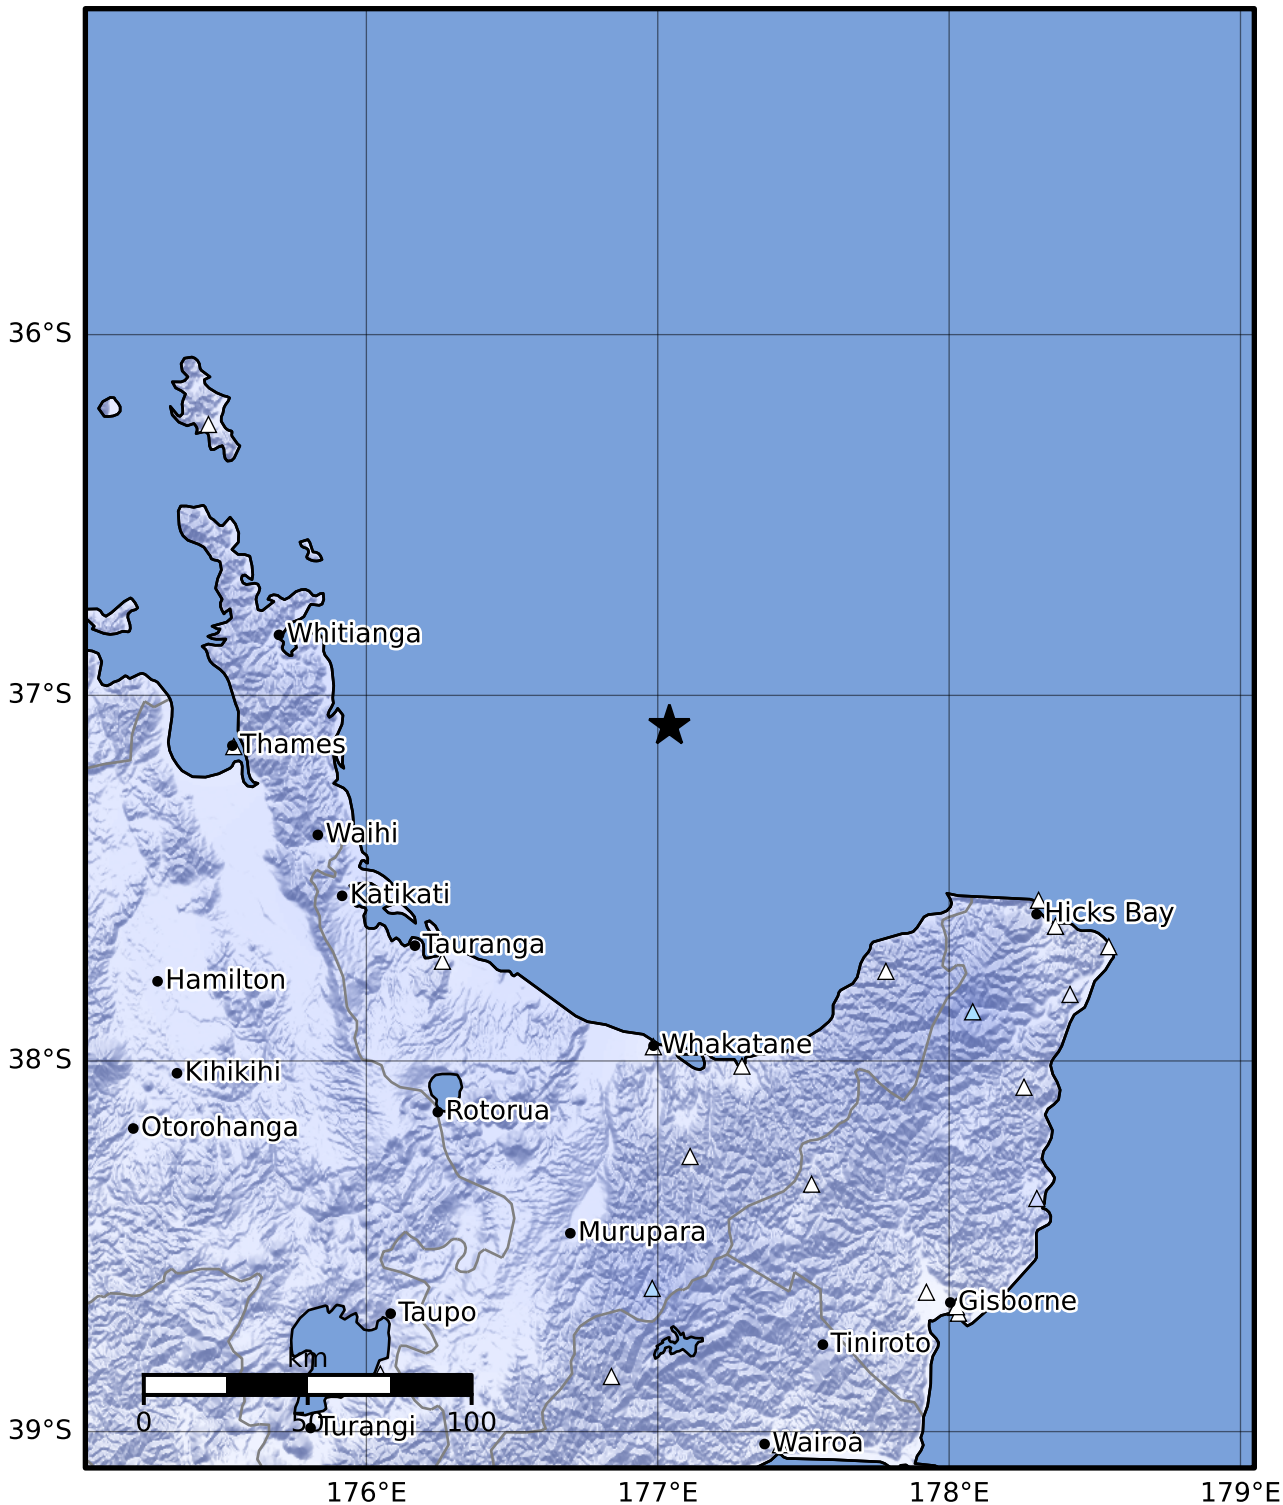 36°S
Whitianga
37°S
Thames
Waihi
Katikati
Hicks Bay
Tauranga
Hamilton
Whakatane
38°S
Kihikihi
Rotorua
Otorohanga
Murupara
Gisborne
Taupo
Tiniroto
km
0 50 100
Turangi
39°S
Wairoa
176°E 177°E 178°E 179°E